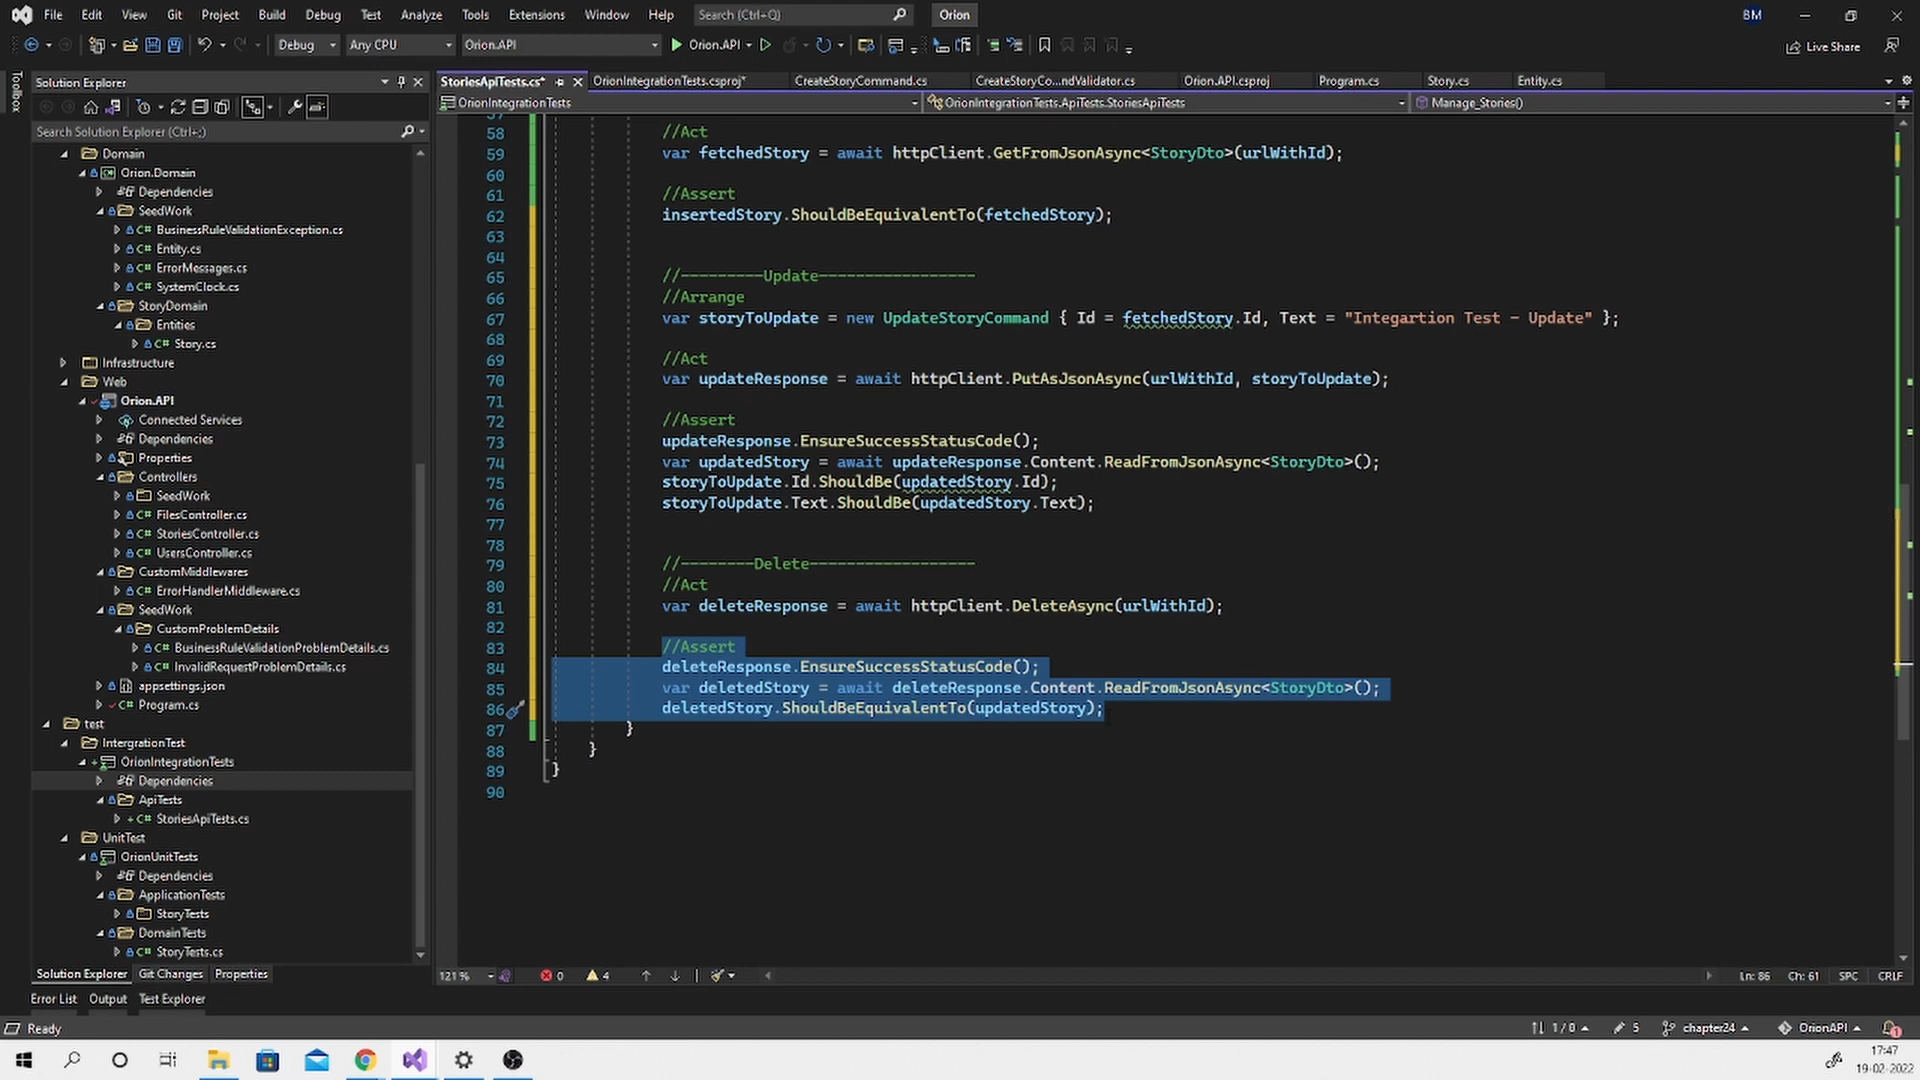 File Edit View Git Project Build Debug Test Analyze Tools Extensions Window Help Search (Ctrl+Q) Orion BM
Debug Any CPU Orion.API Orion.API Live Share
Toolbox
Solution Explorer
Search Solution Explorer (Ctrl+;)
Domain
Orion.Domain
Dependencies
SeedWork
C# BusinessRuleValidationException.cs
C# Entity.cs
C# ErrorMessages.cs
C# SystemClock.cs
StoryDomain
Entities
C# Story.cs
Infrastructure
Web
Orion.API
Connected Services
Dependencies
Properties
Controllers
SeedWork
C# FilesController.cs
C# StoriesController.cs
C# UsersController.cs
CustomMiddlewares
C# ErrorHandlerMiddleware.cs
SeedWork
CustomProblemDetails
C# BusinessRuleValidationProblemDetails.cs
C# InvalidRequestProblemDetails.cs
appsettings.json
C# Program.cs
test
IntergrationTest
OrionIntegrationTests
Dependencies
ApiTests
C# StoriesApiTests.cs
UnitTest
OrionUnitTests
Dependencies
ApplicationTests
StoryTests
DomainTests
C# StoryTests.cs
Solution Explorer Git Changes Properties
StoriesApiTests.cs* OrionIntegrationTests.csproj* CreateStoryCommand.cs CreateStoryCo...ndValidator.cs Orion.API.csproj Program.cs Story.cs Entity.cs
OrionIntegrationTests OrionIntegrationTests.ApiTests.StoriesApiTests Manage_Stories()
57
58 //Act
59 var fetchedStory = await httpClient.GetFromJsonAsync<StoryDto>(urlWithId);
60
61 //Assert
62 insertedStory.ShouldBeEquivalentTo(fetchedStory);
63
64
65 //---------Update-----------------
66 //Arrange
67 var storyToUpdate = new UpdateStoryCommand { Id = fetchedStory.Id, Text = "Integartion Test - Update" };
68
69 //Act
70 var updateResponse = await httpClient.PutAsJsonAsync(urlWithId, storyToUpdate);
71
72 //Assert
73 updateResponse.EnsureSuccessStatusCode();
74 var updatedStory = await updateResponse.Content.ReadFromJsonAsync<StoryDto>();
75 storyToUpdate.Id.ShouldBe(updatedStory.Id);
76 storyToUpdate.Text.ShouldBe(updatedStory.Text);
77
78
79 //--------Delete------------------
80 //Act
81 var deleteResponse = await httpClient.DeleteAsync(urlWithId);
82
83 //Assert
84 deleteResponse.EnsureSuccessStatusCode();
85 var deletedStory = await deleteResponse.Content.ReadFromJsonAsync<StoryDto>();
86 deletedStory.ShouldBeEquivalentTo(updatedStory);
87 }
88 }
89 }
90
121 % 0 4 Ln: 86 Ch: 61 SPC CRLF
Error List Output Test Explorer
Ready 1 / 0 5 chapter24 OrionAPI 1
17:47
19-02-2022